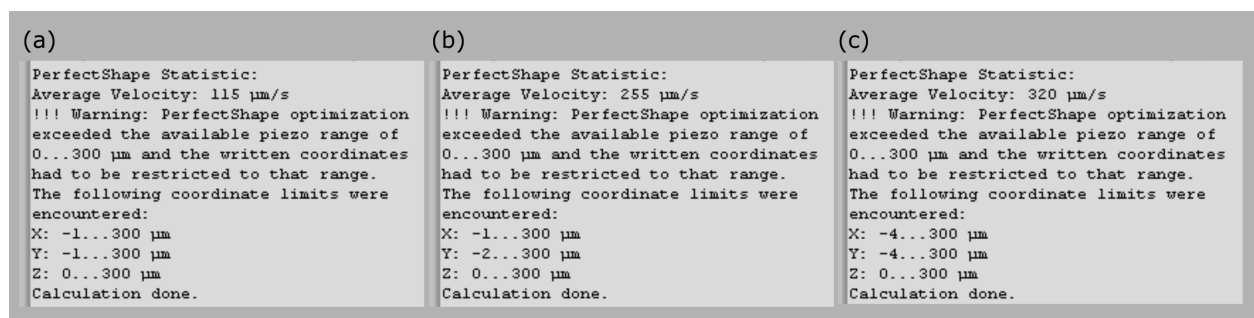 (a)
PerfectShape Statistic:
Average Velocity: 115 µm/s
!!! Warning: PerfectShape optimization
exceeded the available piezo range of
0...300 µm and the written coordinates
had to be restricted to that range.
The following coordinate limits were
encountered:
X: -1...300 µm
Y: -1...300 µm
Z: 0...300 µm
Calculation done.
(b)
PerfectShape Statistic:
Average Velocity: 255 µm/s
!!! Warning: PerfectShape optimization
exceeded the available piezo range of
0...300 µm and the written coordinates
had to be restricted to that range.
The following coordinate limits were
encountered:
X: -1...300 µm
Y: -2...300 µm
Z: 0...300 µm
Calculation done.
(c)
PerfectShape Statistic:
Average Velocity: 320 µm/s
!!! Warning: PerfectShape optimization
exceeded the available piezo range of
0...300 µm and the written coordinates
had to be restricted to that range.
The following coordinate limits were
encountered:
X: -4...300 µm
Y: -4...300 µm
Z: 0...300 µm
Calculation done.